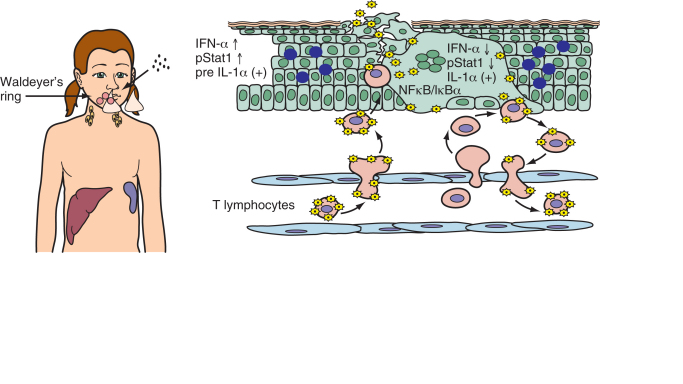 Waldeyer's
ring
IFN-α ↑
pStat1 ↑
pre IL-1α (+)
IFN-α ↓
pStat1 ↓
IL-1α (+)
NFκB/IκBα
T lymphocytes